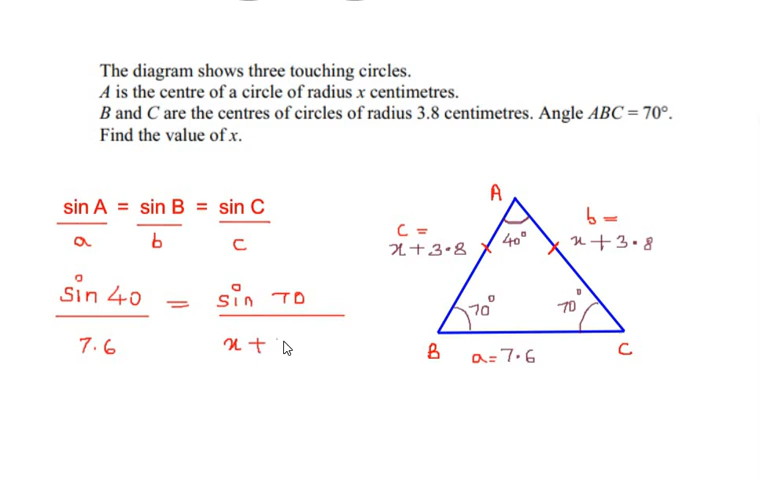 The diagram shows three touching circles.
A is the centre of a circle of radius x centimetres.
B and C are the centres of circles of radius 3.8 centimetres. Angle ABC = 70°.
Find the value of x.
sin A = sin B = sin C
a b c
sin 40° = sin 70°
7.6 x +
A
c =
x + 3.8
b =
x + 3.8
40°
70°
70°
B
a = 7.6
C